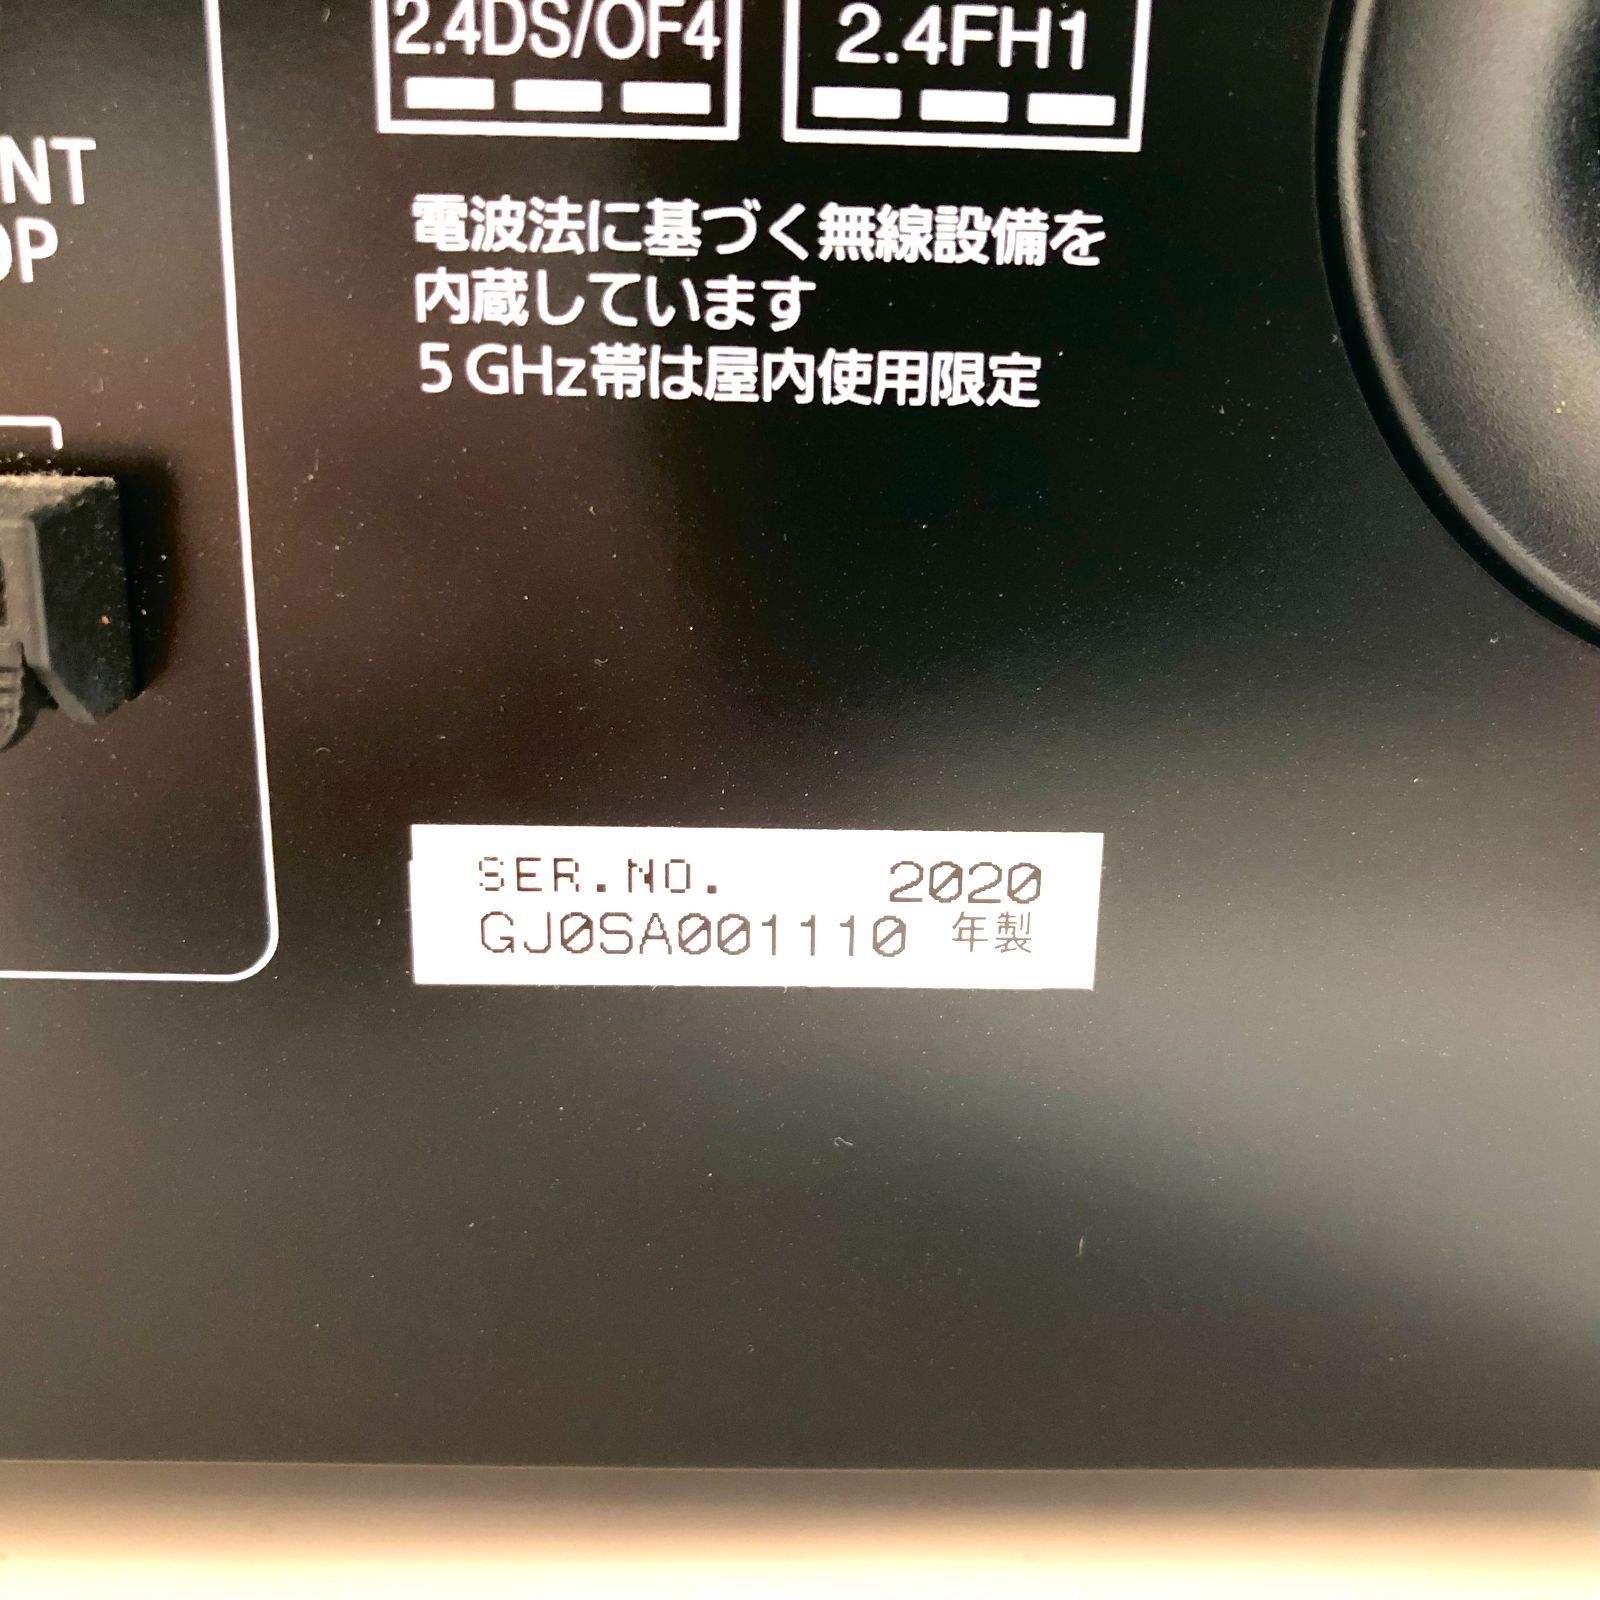 2.4DS/OF4
2.4FH1
NT
OP
電波法に基づく無線設備を
内蔵しています
5GHz帯は屋内使用限定
SER.NO. 2020
GJ0SA001110 年製